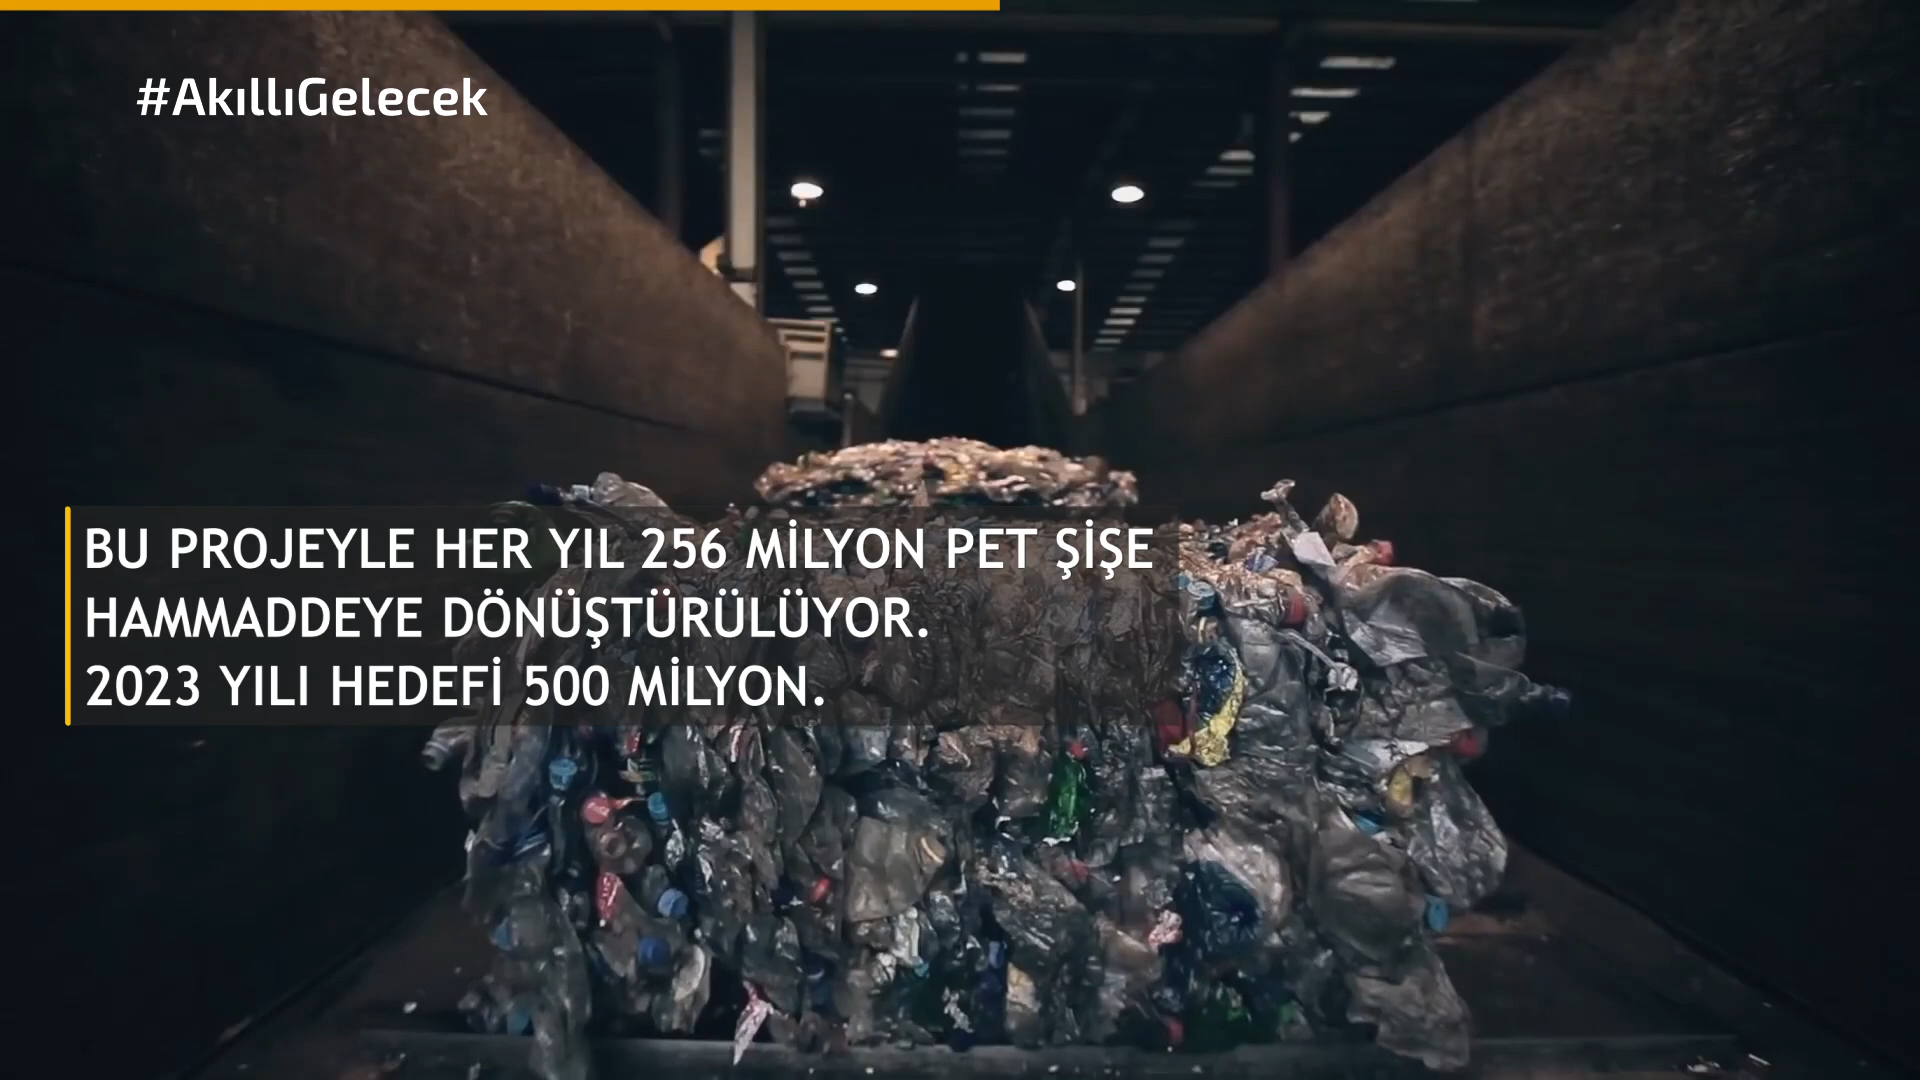 #AkıllıGelecek
BU PROJEYLE HER YIL 256 MİLYON PET ŞİŞE
HAMMADDEYE DÖNÜŞTÜRÜLÜYOR.
2023 YILI HEDEFİ 500 MİLYON.